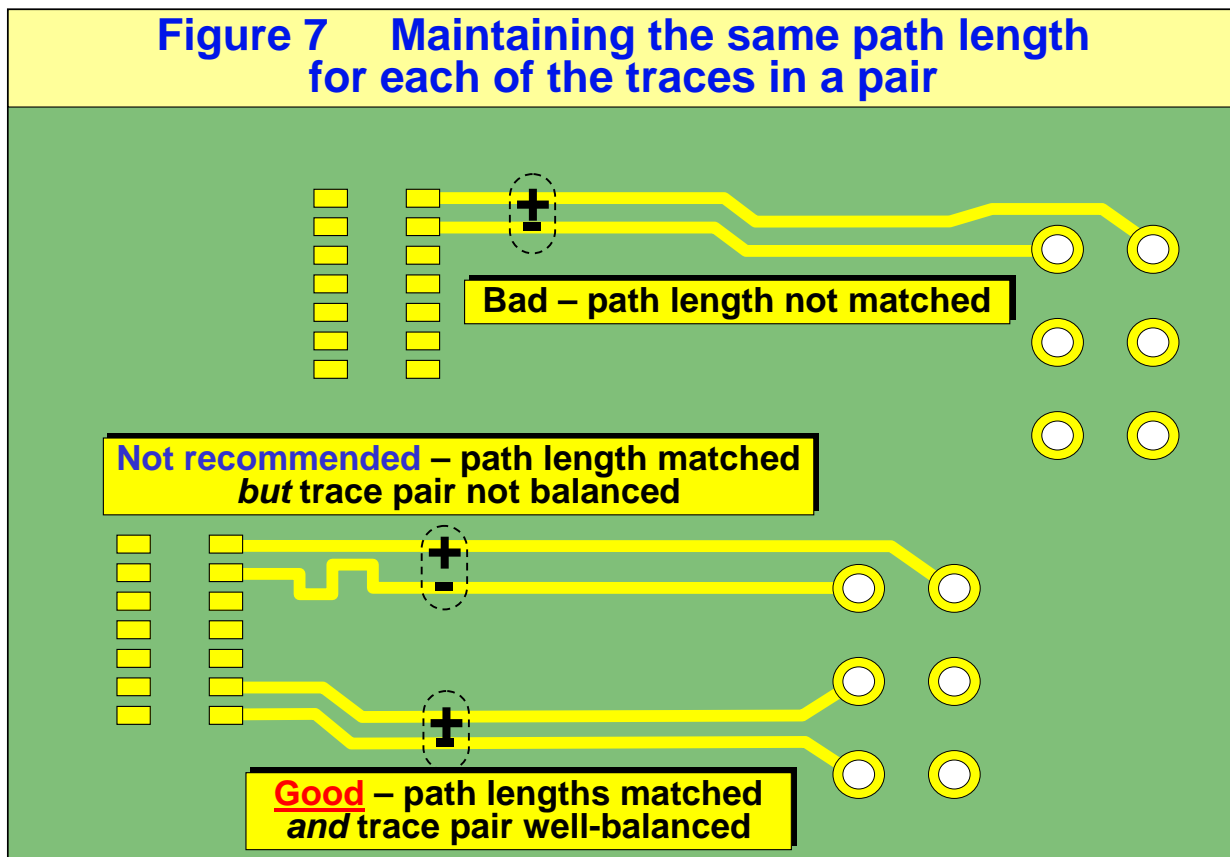 Figure 7 Maintaining the same path length
for each of the traces in a pair
+
-
Bad – path length not matched
Not recommended – path length matched
but trace pair not balanced
+
-
+
-
Good – path lengths matched
and trace pair well-balanced